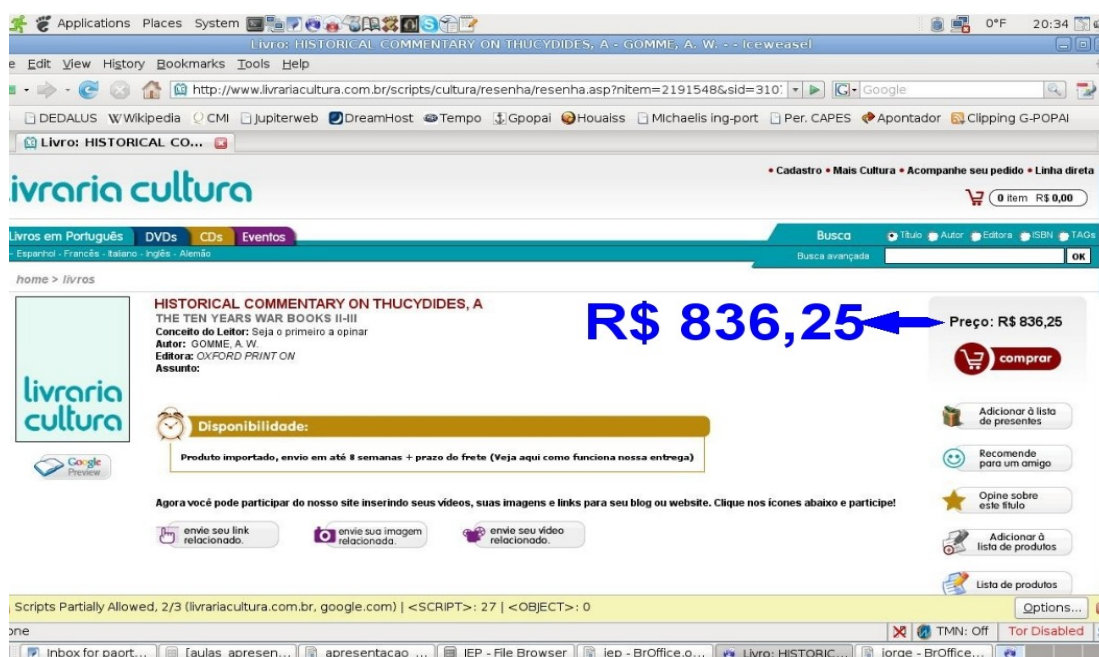 Applications Places System 0°F 20:34
Livro: HISTORICAL COMMENTARY ON THUCYDIDES, A - GOMME, A. W. - - Iceweasel
Edit View History Bookmarks Tools Help
http://www.livrariacultura.com.br/scripts/cultura/resenha/resenha.asp?nitem=2191548&sid=310 Google
DEDALUS Wikipedia CMI Jupiterweb DreamHost Tempo Gpopai Houaiss Michaelis ing-port Per. CAPES Apontador Clipping G-POPAI
Livro: HISTORICAL CO...
• Cadastro • Mais Cultura • Acompanhe seu pedido • Linha direta
livraria cultura
0 item R$ 0,00
Livros em Português DVDs CDs Eventos Busca Título Autor Editora ISBN TAGs
- Espanhol - Francês - Italiano - Inglês - Alemão Busca avançada OK
home > livros
HISTORICAL COMMENTARY ON THUCYDIDES, A
THE TEN YEARS WAR BOOKS II-III
Conceito do Leitor: Seja o primeiro a opinar
Autor: GOMME, A. W.
Editora: OXFORD PRINT ON
Assunto:
R$ 836,25
Preço: R$ 836,25
comprar
livraria
cultura
Google
Preview
Disponibilidade:
Produto importado, envio em até 8 semanas + prazo do frete (Veja aqui como funciona nossa entrega)
Adicionar à lista
de presentes
Recomende
para um amigo
Agora você pode participar do nosso site inserindo seus vídeos, suas imagens e links para seu blog ou website. Clique nos ícones abaixo e participe!
envie seu link
relacionado.
envie sua imagem
relacionada.
envie seu vídeo
relacionado.
Opine sobre
este título
Adicionar à
lista de produtos
Lista de produtos
Scripts Partially Allowed, 2/3 (livrariacultura.com.br, google.com) | <SCRIPT>: 27 | <OBJECT>: 0 Options...
one TMN: Off Tor Disabled
Inbox for paort... [aulas_apresen... apresentacao_... IEP - File Browser iep - BrOffice.o... Livro: HISTORIC... jorge - BrOffice...